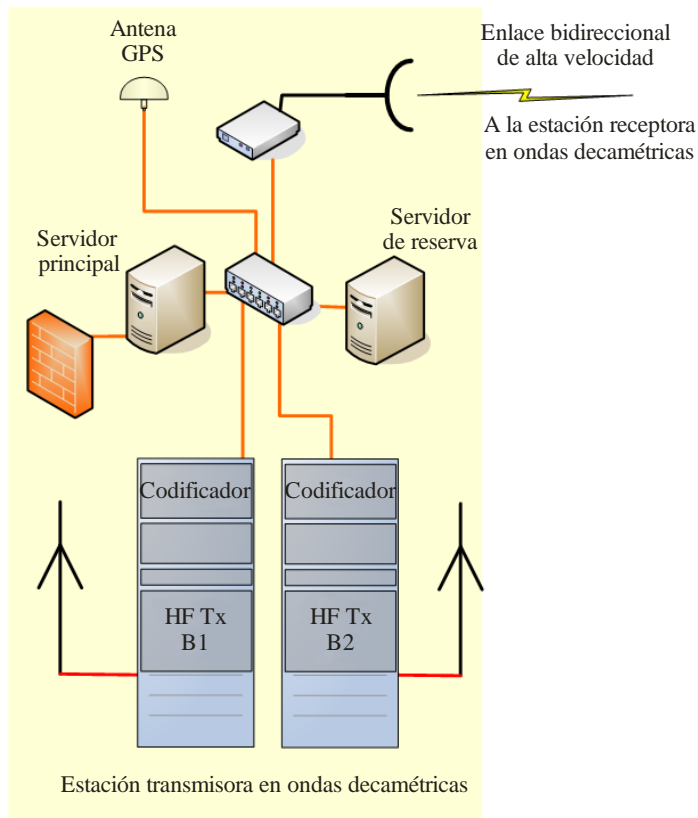 Antena
GPS
Enlace bidireccional
de alta velocidad
A la estación receptora
en ondas decamétricas
Servidor
principal
Servidor
de reserva
Codificador
Codificador
HF Tx
B1
HF Tx
B2
Estación transmisora en ondas decamétricas